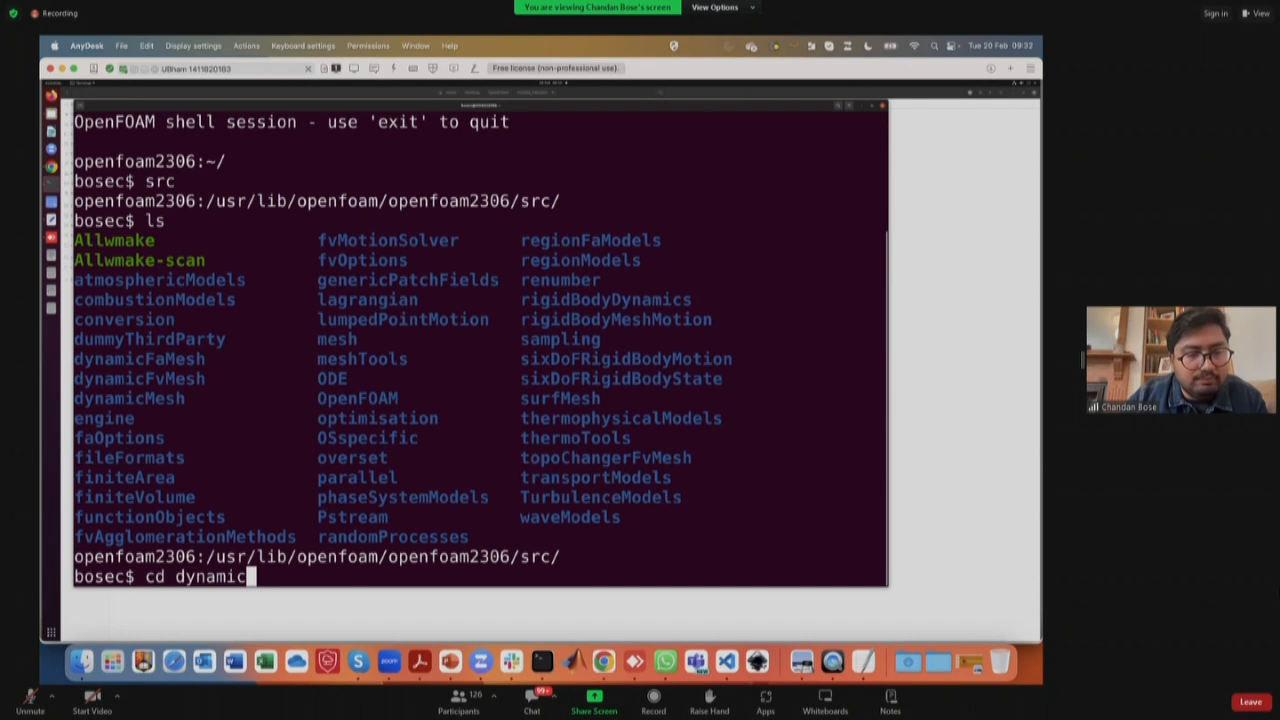 Recording
You are viewing Chandan Bose's screen
View Options
Sign in
View
AnyDesk File Edit Display settings Actions Keyboard settings Permissions Window Help
Tue 20 Feb 09:32
UBham 1411820183
Free license (non-professional use)
OpenFOAM shell session - use 'exit' to quit
openfoam2306:~/
bosec$ src
openfoam2306:/usr/lib/openfoam/openfoam2306/src/
bosec$ ls
Allwmake fvMotionSolver regionFaModels
Allwmake-scan fvOptions regionModels
atmosphericModels genericPatchFields renumber
combustionModels lagrangian rigidBodyDynamics
conversion lumpedPointMotion rigidBodyMeshMotion
dummyThirdParty mesh sampling
dynamicFaMesh meshTools sixDoFRigidBodyMotion
dynamicFvMesh ODE sixDoFRigidBodyState
dynamicMesh OpenFOAM surfMesh
engine optimisation thermophysicalModels
faOptions OSspecific thermoTools
fileFormats overset topoChangerFvMesh
finiteArea parallel transportModels
finiteVolume phaseSystemModels TurbulenceModels
functionObjects Pstream waveModels
fvAgglomerationMethods randomProcesses
openfoam2306:/usr/lib/openfoam/openfoam2306/src/
bosec$ cd dynamic
Chandan Bose
Unmute
Start Video
126
Participants
99+
Chat
Share Screen
Record
Raise Hand
Apps
Whiteboards
Notes
Leave